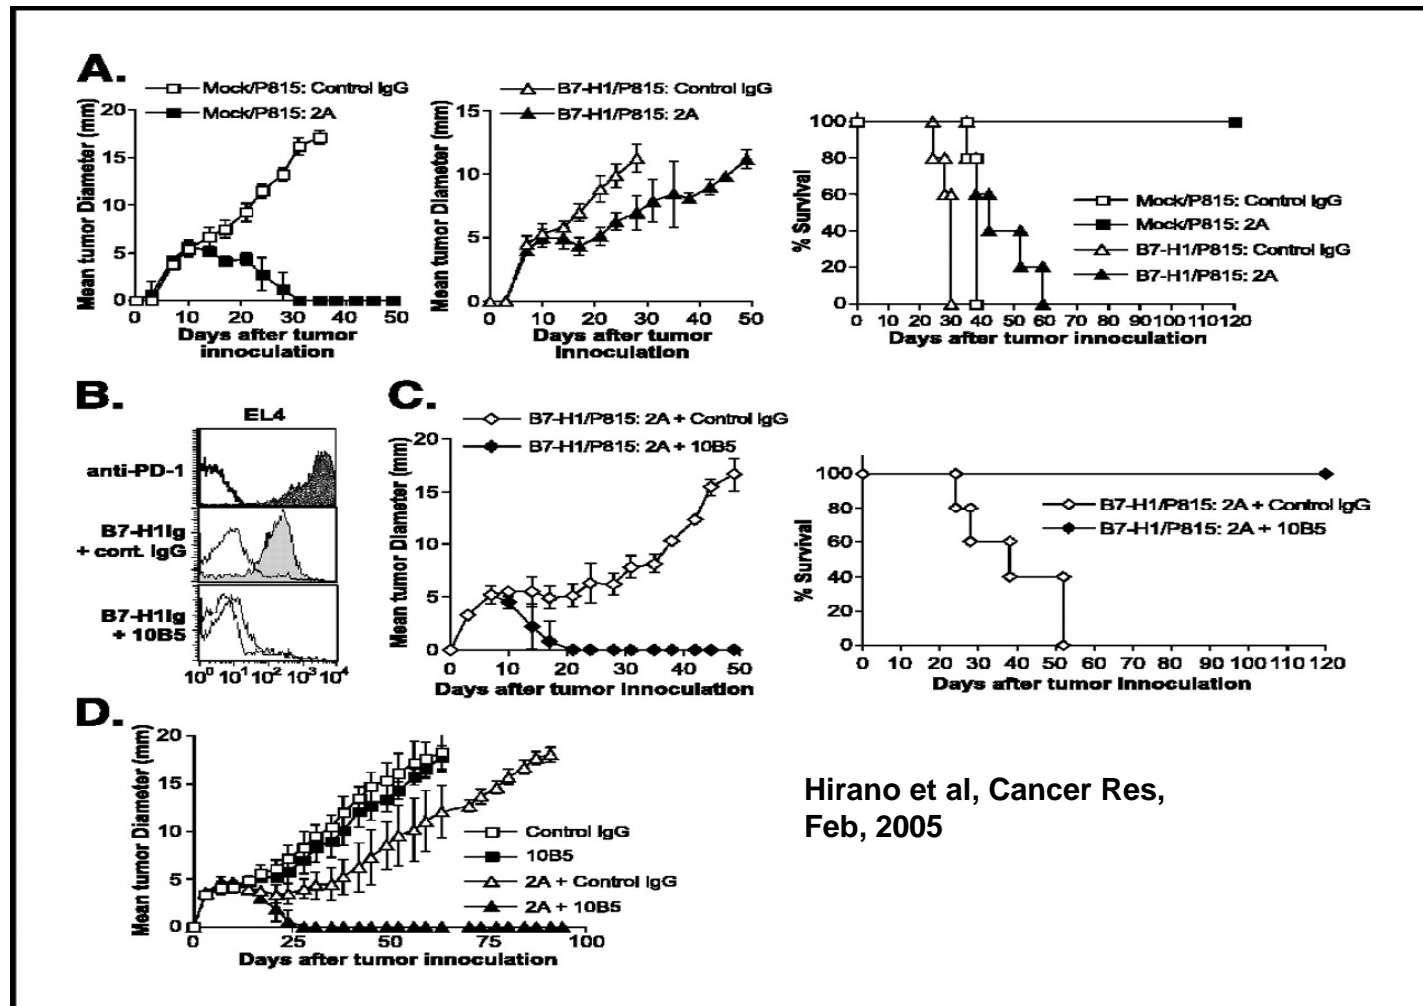 A.
Mock/P815: Control IgG
Mock/P815: 2A
Mean tumor Diameter (mm)
20
15
10
5
0
0 10 20 30 40 50
Days after tumor
innoculation
B7-H1/P815: Control IgG
B7-H1/P815: 2A
Mean tumor Diameter (mm)
15
10
5
0
0 10 20 30 40 50
Days after tumor
innoculation
% Survival
100
80
60
40
20
0
0 10 20 30 40 50 60 70 80 90 100 110 120
Days after tumor innoculation
Mock/P815: Control IgG
Mock/P815: 2A
B7-H1/P815: Control IgG
B7-H1/P815: 2A
B.
EL4
anti-PD-1
B7-H1Ig
+ cont. IgG
B7-H1Ig
+ 10B5
10⁰ 10¹ 10² 10³ 10⁴
C.
B7-H1/P815: 2A + Control IgG
B7-H1/P815: 2A + 10B5
Mean tumor Diameter (mm)
20
15
10
5
0
0 10 20 30 40 50
Days after tumor innoculation
% Survival
100
80
60
40
20
0
0 10 20 30 40 50 60 70 80 90 100 110 120
Days after tumor innoculation
B7-H1/P815: 2A + Control IgG
B7-H1/P815: 2A + 10B5
D.
Mean tumor Diameter (mm)
20
15
10
5
0
0 25 50 75 100
Days after tumor innoculation
Control IgG
10B5
2A + Control IgG
2A + 10B5
Hirano et al, Cancer Res,
Feb, 2005